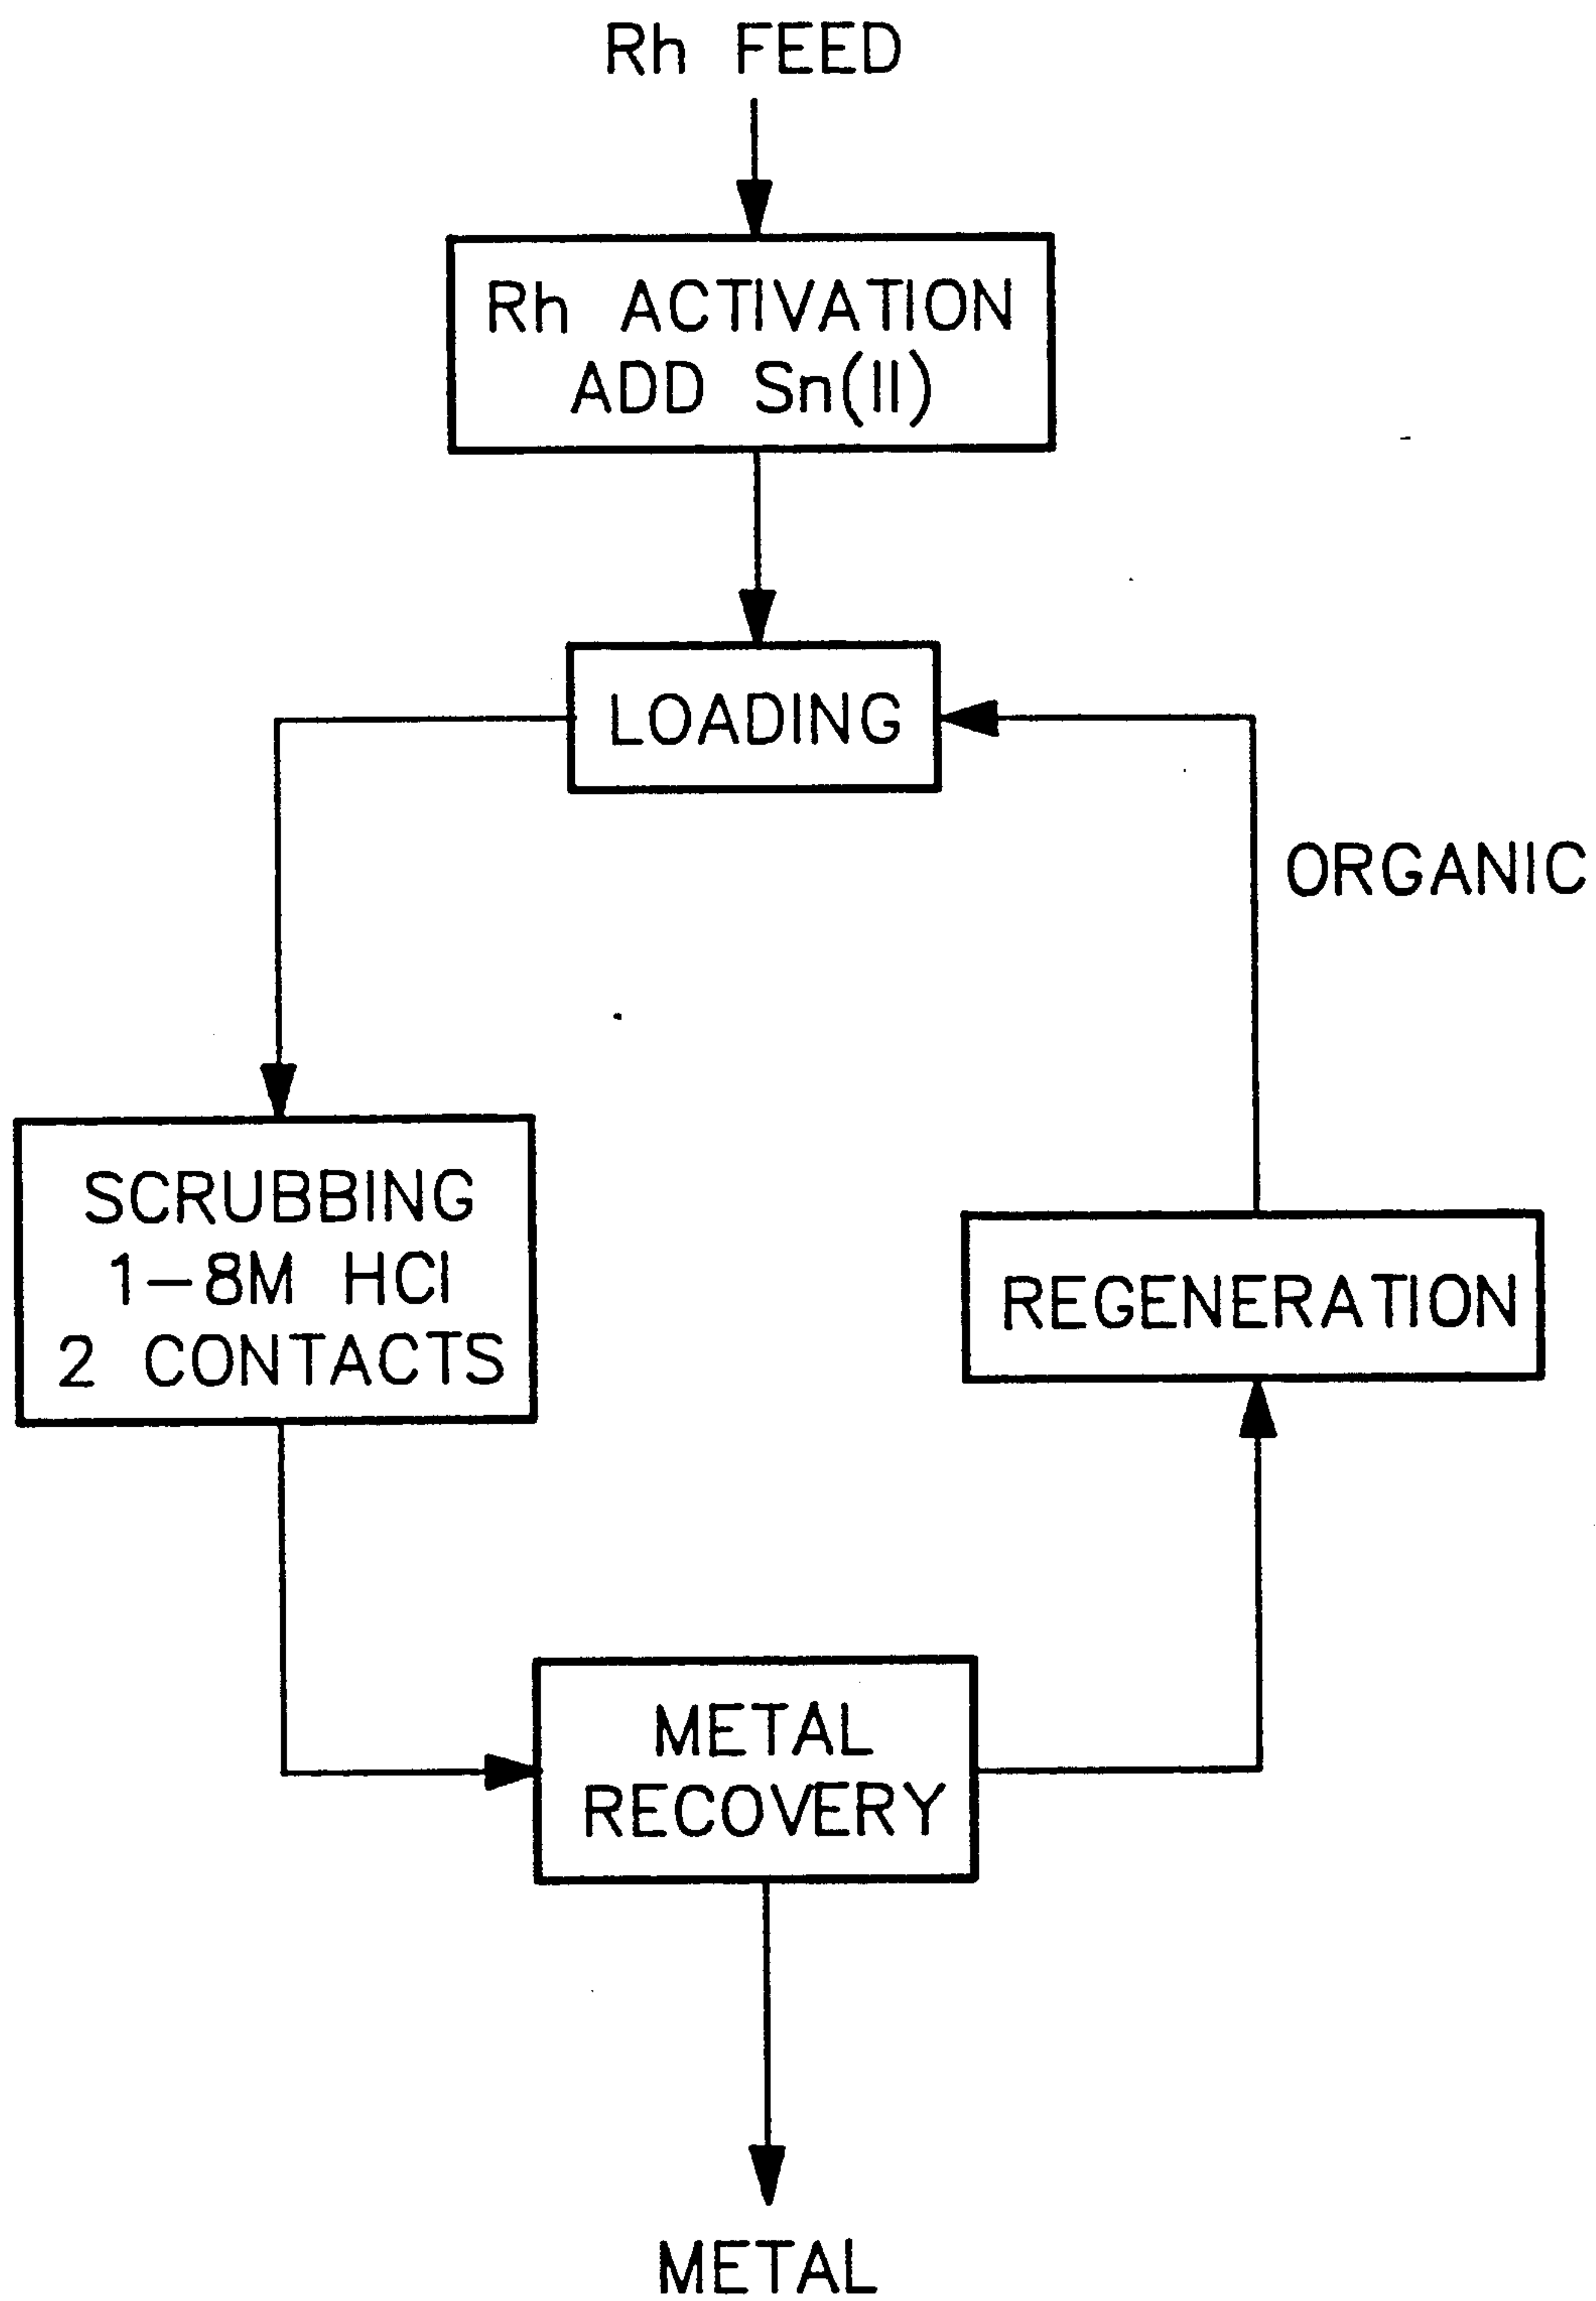 Rh FEED
Rh ACTIVATION
ADD Sn(II)
LOADING
ORGANIC
SCRUBBING
1-8M HCl
2 CONTACTS
REGENERATION
METAL
RECOVERY
METAL